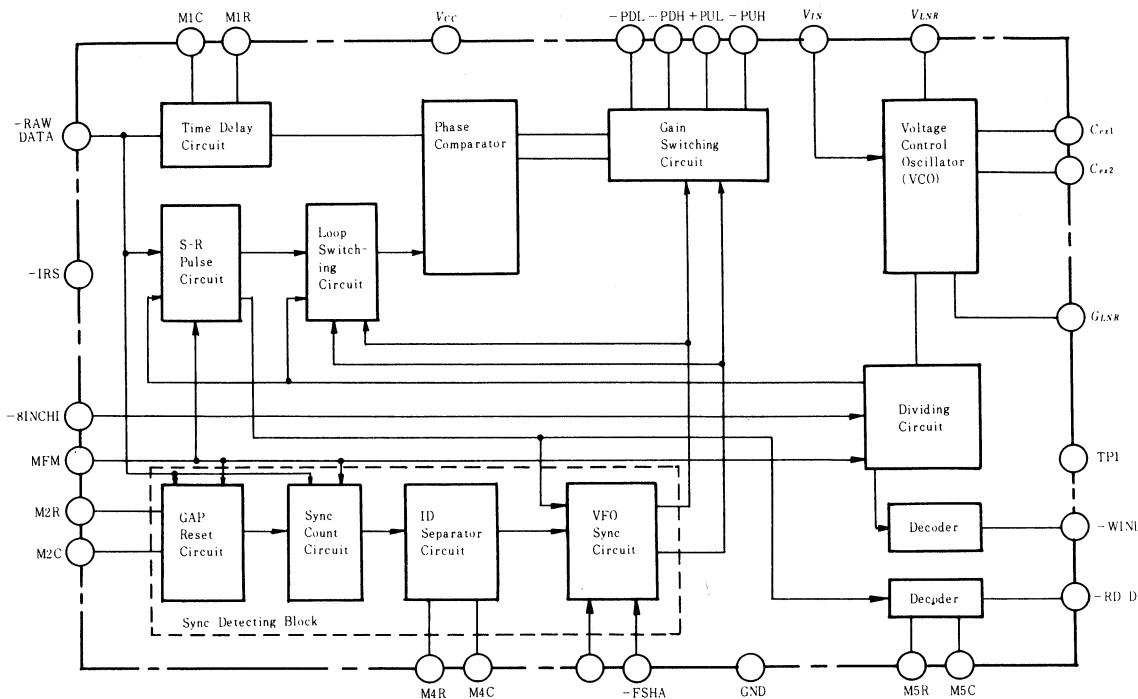 M1C M1R
VCC
-PDL -PDH +PUL -PUH
VIN
VLNR
-RAW
DATA
Time Delay
Circuit
Phase
Comparator
Gain
Switching
Circuit
Voltage
Control
Oscillator
(VCO)
Cex1
Cex2
S-R
Pulse
Circuit
Loop
Switch-
ing
Circuit
-IRS
GLNR
-8INCHI
Dividing
Circuit
MFM
TP1
M2R
GAP
Reset
Circuit
Sync
Count
Circuit
ID
Separator
Circuit
VFO
Sync
Circuit
Decoder
M2C
Decoder
-RD D
Sync Detecting Block
M4R M4C
-FSHA
GND
M5R M5C